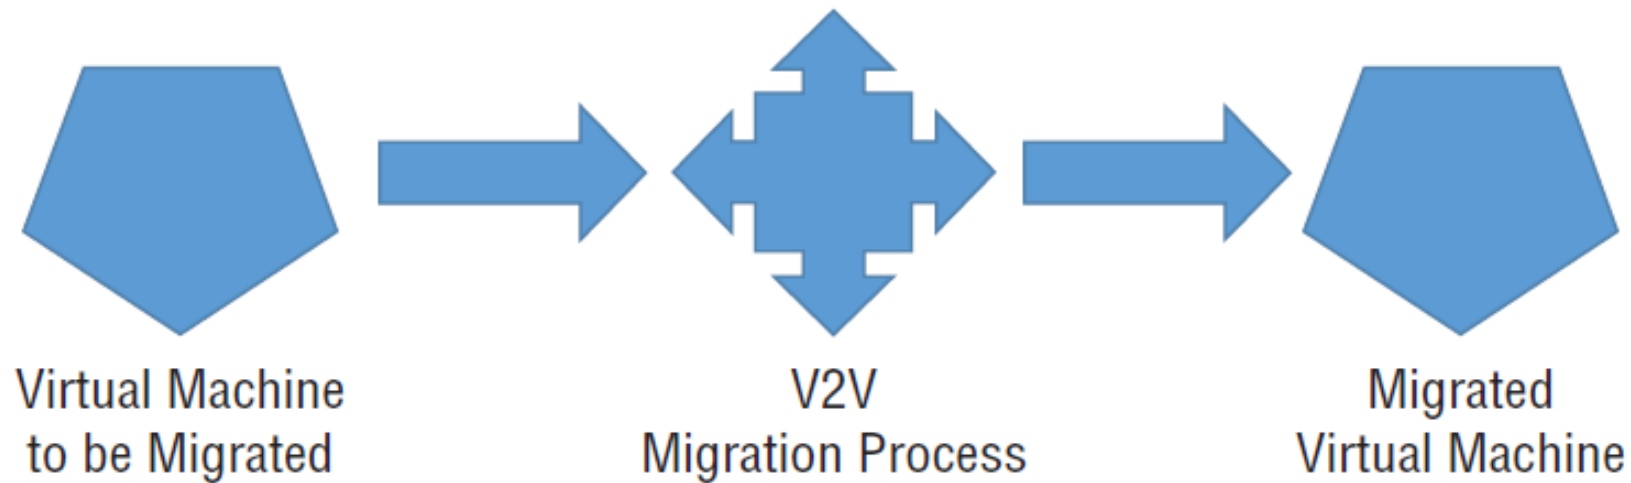 Virtual Machine
to be Migrated
V2V
Migration Process
Migrated
Virtual Machine